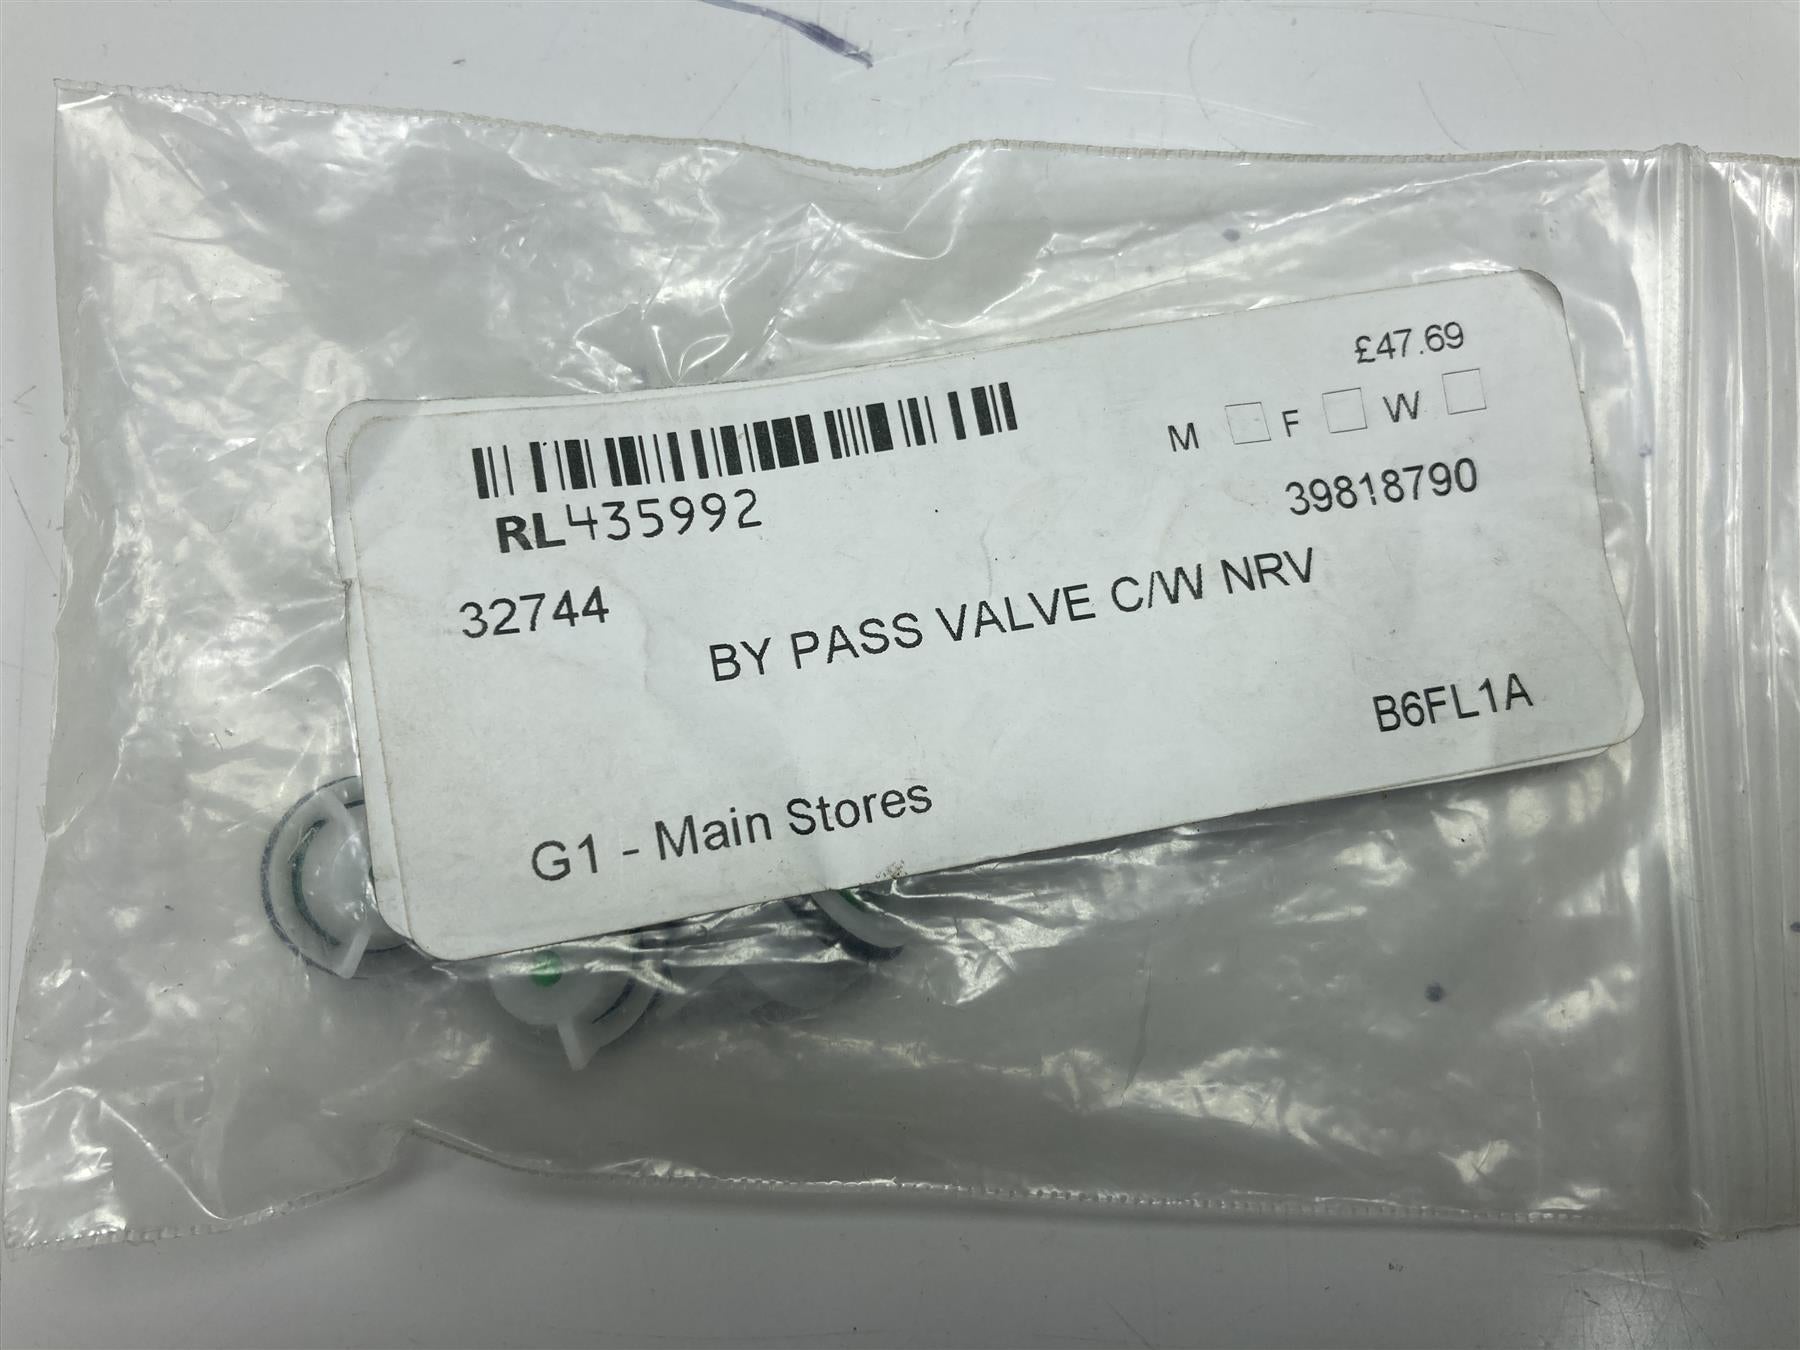 £47.69
M F W
RL435992
39818790
32744
BY PASS VALVE C/W NRV
B6FL1A
G1 - Main Stores